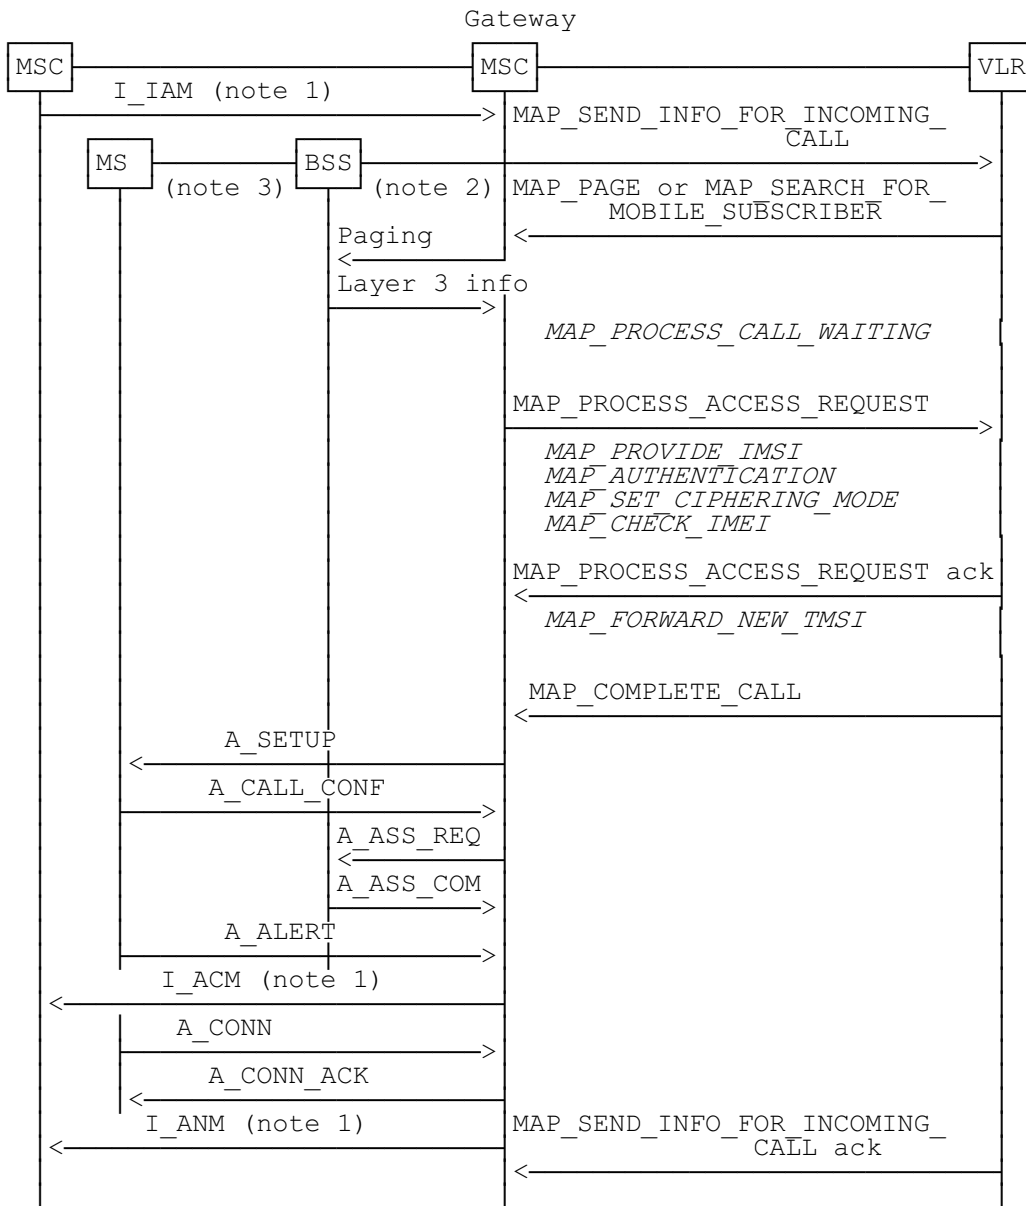 Gateway
MSC MSC VLR
I_IAM (note 1)
MAP_SEND_INFO_FOR_INCOMING_
CALL
MS BSS
(note 3) (note 2) MAP_PAGE or MAP_SEARCH_FOR_
MOBILE_SUBSCRIBER
Paging
Layer 3 info
MAP_PROCESS_CALL_WAITING
MAP_PROCESS_ACCESS_REQUEST
MAP_PROVIDE_IMSI
MAP_AUTHENTICATION
MAP_SET_CIPHERING_MODE
MAP_CHECK_IMEI
MAP_PROCESS_ACCESS_REQUEST ack
MAP_FORWARD_NEW_TMSI
MAP_COMPLETE_CALL
A_SETUP
A_CALL_CONF
A_ASS_REQ
A_ASS_COM
A_ALERT
I_ACM (note 1)
A_CONN
A_CONN_ACK
I_ANM (note 1) MAP_SEND_INFO_FOR_INCOMING_
CALL ack